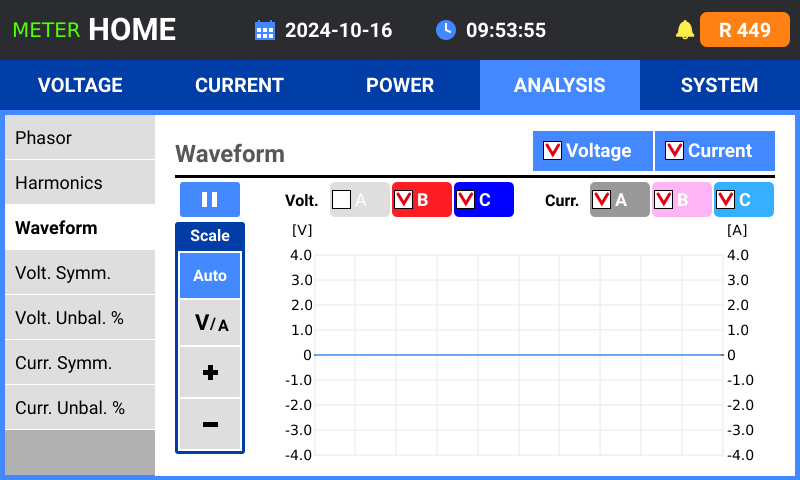 METER HOME 2024-10-16 09:53:55 R 449
VOLTAGE CURRENT POWER ANALYSIS SYSTEM
Phasor
Harmonics
Waveform
Volt. Symm.
Volt. Unbal. %
Curr. Symm.
Curr. Unbal. %
Waveform Voltage Current
Volt. A B C Curr. A B C
Scale
Auto
V/A
+
−
[V] [A]
4.0 4.0
3.0 3.0
2.0 2.0
1.0 1.0
0 0
-1.0 -1.0
-2.0 -2.0
-3.0 -3.0
-4.0 -4.0